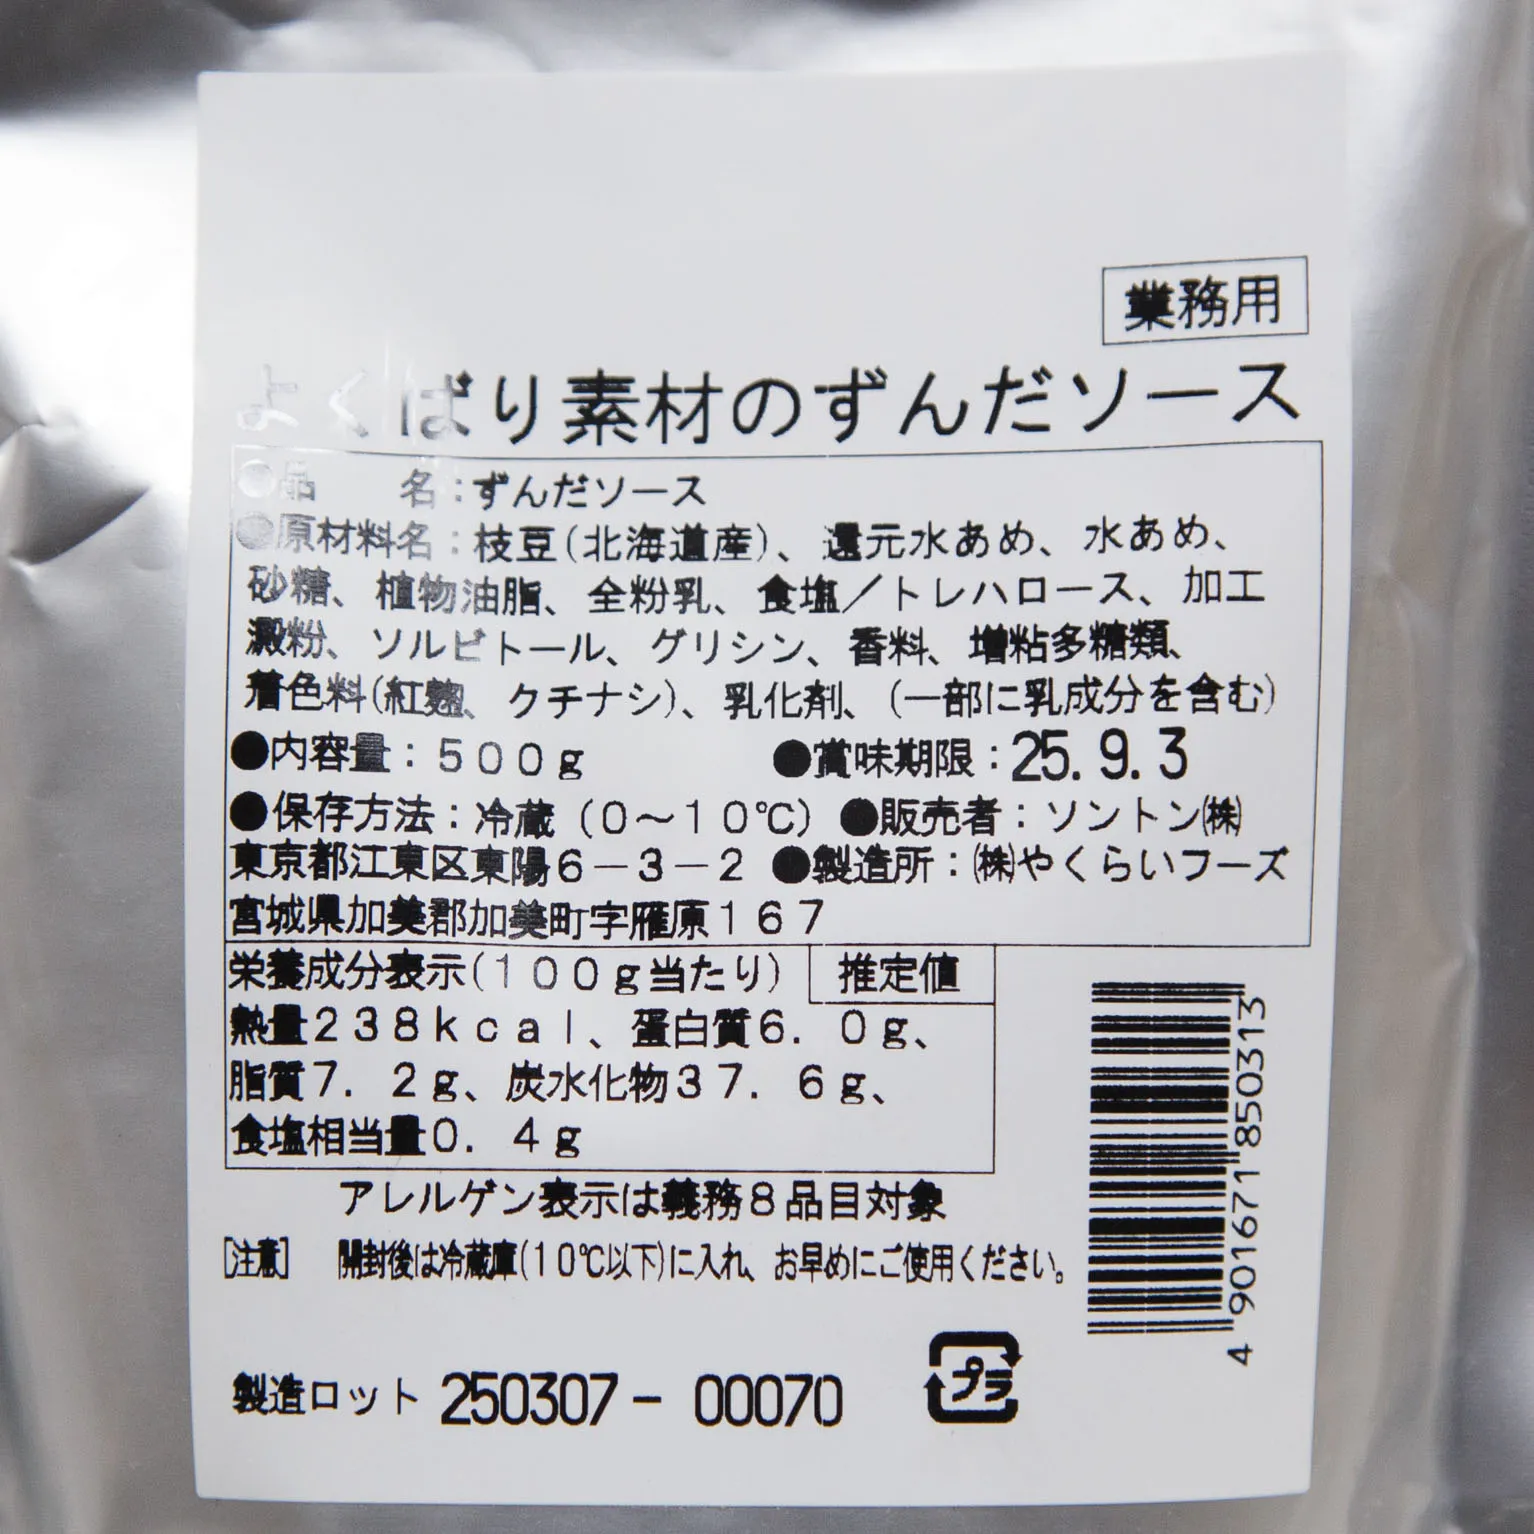 業務用
よくばり素材のずんだソース
●品　　名：ずんだソース
●原材料名：枝豆(北海道産)、還元水あめ、水あめ、
砂糖、植物油脂、全粉乳、食塩／トレハロース、加工
澱粉、ソルビトール、グリシン、香料、増粘多糖類、
着色料(紅麹、クチナシ)、乳化剤、(一部に乳成分を含む)
●内容量：５００ｇ　●賞味期限：25.9.3
●保存方法：冷蔵（０～１０℃）●販売者：ソントン㈱
東京都江東区東陽６－３－２ ●製造所：㈱やくらいフーズ
宮城県加美郡加美町字雁原１６７
栄養成分表示(１００ｇ当たり)　推定値
熱量２３８ｋｃａｌ、蛋白質６．０ｇ、
脂質７．２ｇ、炭水化物３７．６ｇ、
食塩相当量０．４ｇ
アレルゲン表示は義務８品目対象
[注意]　開封後は冷蔵庫(１０℃以下)に入れ、お早めにご使用ください。
製造ロット 250307－00070
プラ
4901671850313